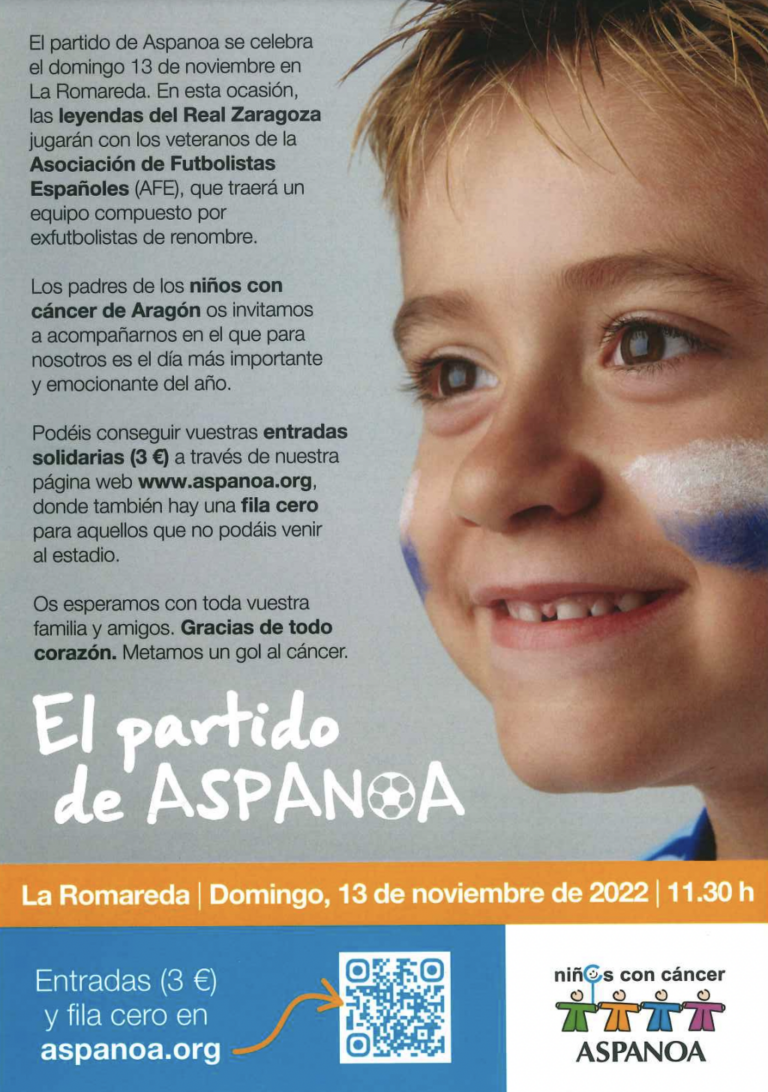 El partido de Aspanoa se celebra
el domingo 13 de noviembre en
La Romareda. En esta ocasión,
las leyendas del Real Zaragoza
jugarán con los veteranos de la
Asociación de Futbolistas
Españoles (AFE), que traerá un
equipo compuesto por
exfutbolistas de renombre.
Los padres de los niños con
cáncer de Aragón os invitamos
a acompañarnos en el que para
nosotros es el día más importante
y emocionante del año.
Podéis conseguir vuestras entradas
solidarias (3 €) a través de nuestra
página web www.aspanoa.org,
donde también hay una fila cero
para aquellos que no podáis venir
al estadio.
Os esperamos con toda vuestra
familia y amigos. Gracias de todo
corazón. Metamos un gol al cáncer.
El partido
de ASPANOA
La Romareda | Domingo, 13 de noviembre de 2022 | 11.30 h
Entradas (3 €)
y fila cero en
aspanoa.org
niños con cáncer
ASPANOA